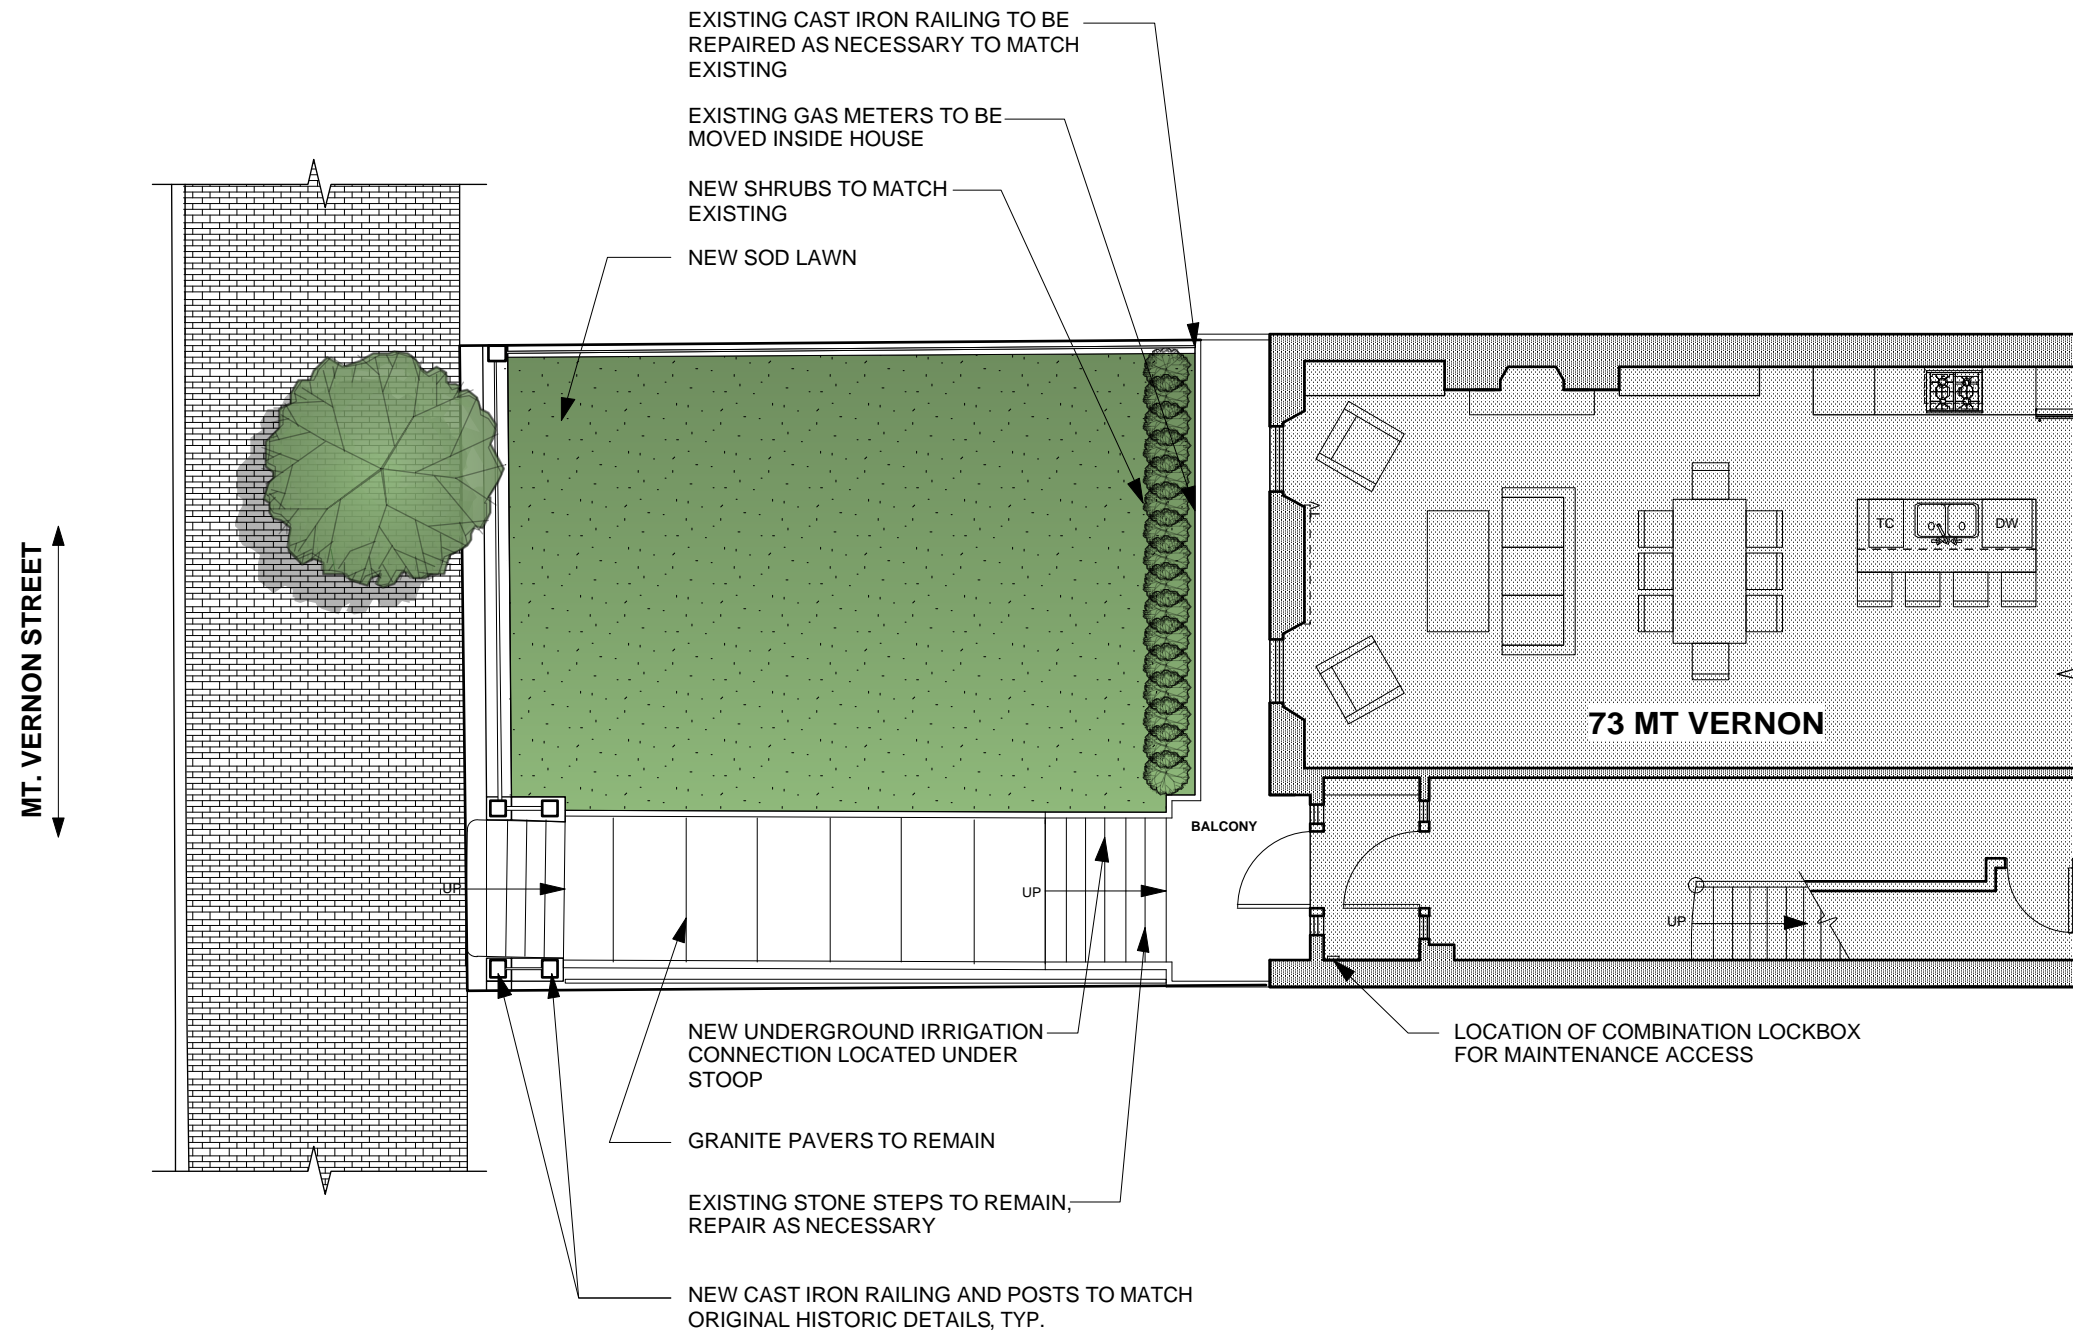 EXISTING CAST IRON RAILING TO BE
REPAIRED AS NECESSARY TO MATCH
EXISTING
EXISTING GAS METERS TO BE
MOVED INSIDE HOUSE
NEW SHRUBS TO MATCH
EXISTING
NEW SOD LAWN
MT. VERNON STREET
TV
TC
DW
73 MT VERNON
BALCONY
UP
UP
UP
NEW UNDERGROUND IRRIGATION
CONNECTION LOCATED UNDER
STOOP
LOCATION OF COMBINATION LOCKBOX
FOR MAINTENANCE ACCESS
GRANITE PAVERS TO REMAIN
EXISTING STONE STEPS TO REMAIN,
REPAIR AS NECESSARY
NEW CAST IRON RAILING AND POSTS TO MATCH
ORIGINAL HISTORIC DETAILS, TYP.